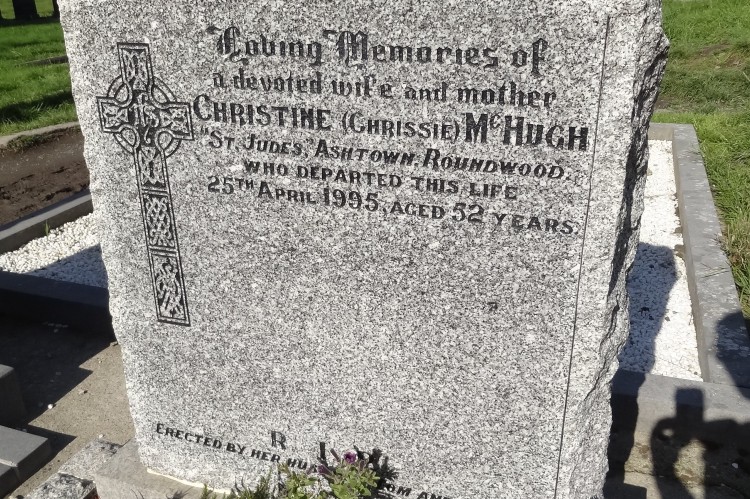 Loving Memories of
a devoted wife and mother
CHRISTINE (CHRISSIE) McHUGH
"ST. JUDES", ASHTOWN, ROUNDWOOD.
WHO DEPARTED THIS LIFE
25TH APRIL 1995, AGED 52 YEARS.
R. I.
ERECTED BY HER